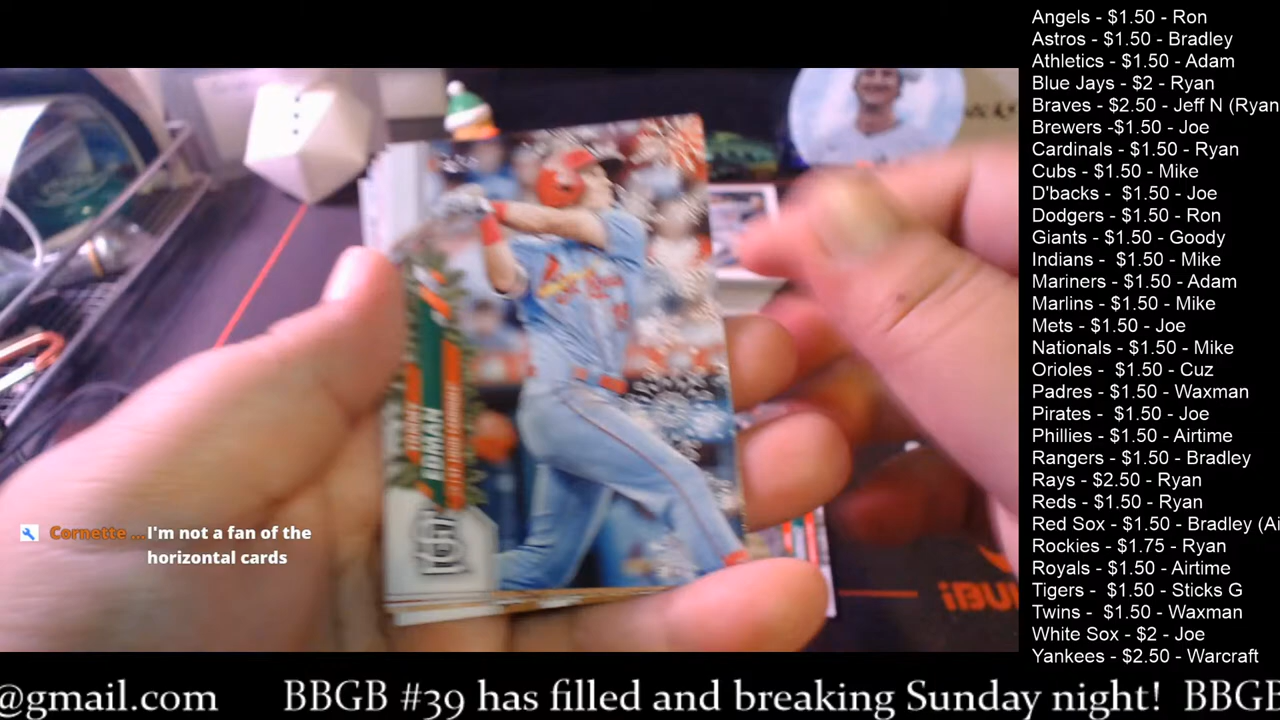 Angels - $1.50 - Ron
Astros - $1.50 - Bradley
Athletics - $1.50 - Adam
Blue Jays - $2 - Ryan
Braves - $2.50 - Jeff N (Ryan
Brewers -$1.50 - Joe
Cardinals - $1.50 - Ryan
Cubs - $1.50 - Mike
D'backs - $1.50 - Joe
Dodgers - $1.50 - Ron
Giants - $1.50 - Goody
Indians - $1.50 - Mike
Mariners - $1.50 - Adam
Marlins - $1.50 - Mike
Mets - $1.50 - Joe
Nationals - $1.50 - Mike
Orioles - $1.50 - Cuz
Padres - $1.50 - Waxman
Pirates - $1.50 - Joe
Phillies - $1.50 - Airtime
Rangers - $1.50 - Bradley
Rays - $2.50 - Ryan
Reds - $1.50 - Ryan
Red Sox - $1.50 - Bradley (Ai
Rockies - $1.75 - Ryan
Royals - $1.50 - Airtime
Tigers - $1.50 - Sticks G
Twins - $1.50 - Waxman
White Sox - $2 - Joe
Yankees - $2.50 - Warcraft
EDMAN
Cornette ... I'm not a fan of the
horizontal cards
iBU
@gmail.com BBGB #39 has filled and breaking Sunday night! BBGB